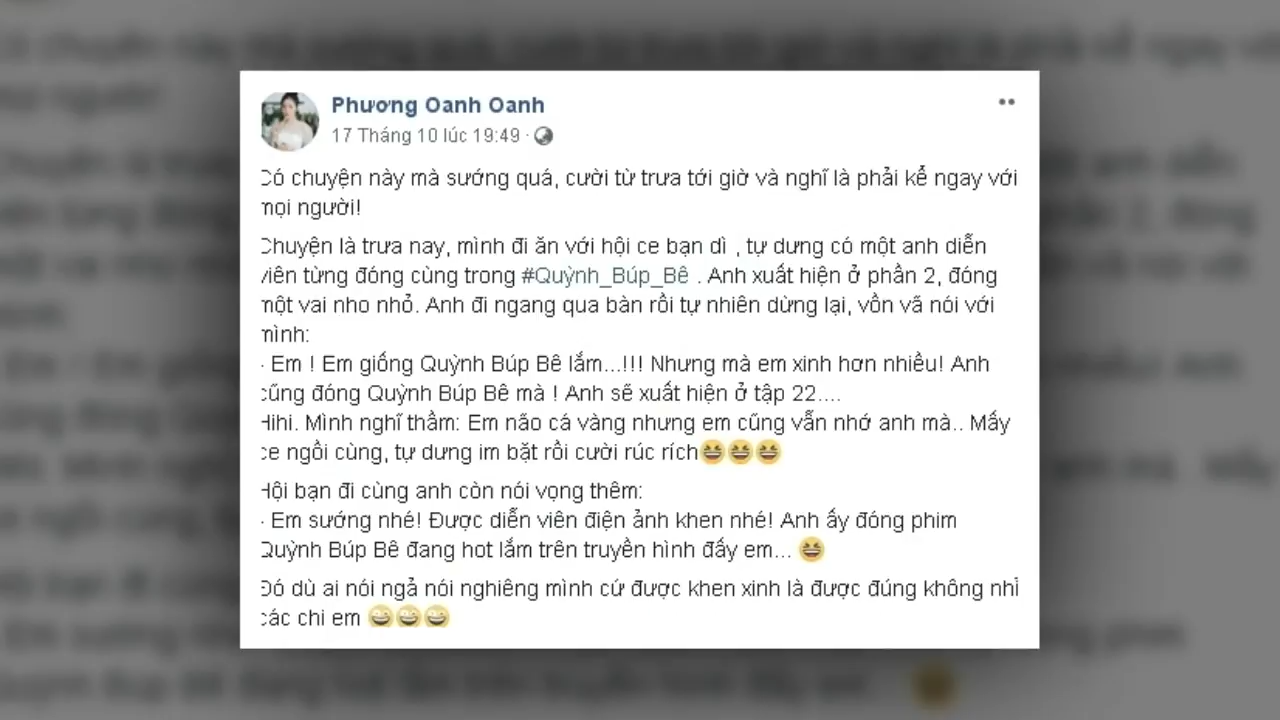 Phương Oanh Oanh
17 Tháng 10 lúc 19:49 ·
Có chuyện này mà sướng quá, cười từ trưa tới giờ và nghĩ là phải kể ngay với
mọi người!
Chuyện là trưa nay, mình đi ăn với hội ce bạn dì , tự dưng có một anh diễn
viên từng đóng cùng trong #Quỳnh_Búp_Bê . Anh xuất hiện ở phần 2, đóng
một vai nho nhỏ. Anh đi ngang qua bàn rồi tự nhiên dừng lại, vồn vã nói với
mình:
- Em ! Em giống Quỳnh Búp Bê lắm...!!! Nhưng mà em xinh hơn nhiều! Anh
cũng đóng Quỳnh Búp Bê mà ! Anh sẽ xuất hiện ở tập 22....
Hihi. Mình nghĩ thầm: Em não cá vàng nhưng em cũng vẫn nhớ anh mà.. Mấy
ce ngồi cùng, tự dưng im bặt rồi cười rúc rích😆😆😆
Hội bạn đi cùng anh còn nói vọng thêm:
- Em sướng nhé! Được diễn viên điện ảnh khen nhé! Anh ấy đóng phim
Quỳnh Búp Bê đang hot lắm trên truyền hình đấy em... 😆
Đó dù ai nói ngả nói nghiêng mình cứ được khen xinh là được đúng không nhỉ
các chi em 🤪🤪🤪